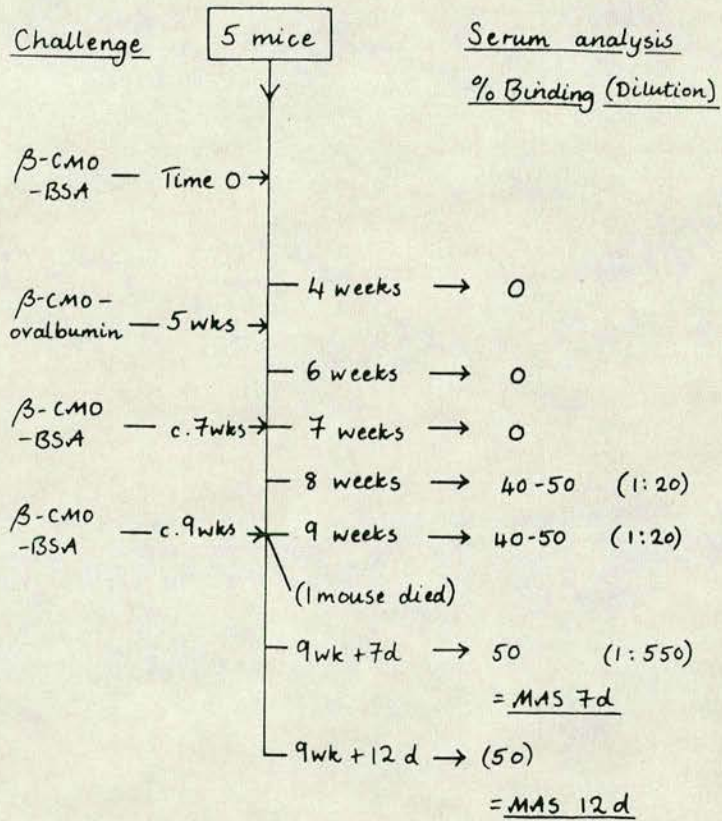 Challenge 5 mice Serum analysis
% Binding (Dilution)
β-CMO
-BSA — Time 0 →
4 weeks → 0
β-CMO-
ovalbumin — 5 wks →
6 weeks → 0
β-CMO
-BSA — c.7wks → 7 weeks → 0
8 weeks → 40-50 (1:20)
β-CMO
-BSA — c.9wks → 9 weeks → 40-50 (1:20)
(1 mouse died)
9wk + 7d → 50 (1:550)
= MAS 7d
9wk + 12 d → (50)
= MAS 12 d